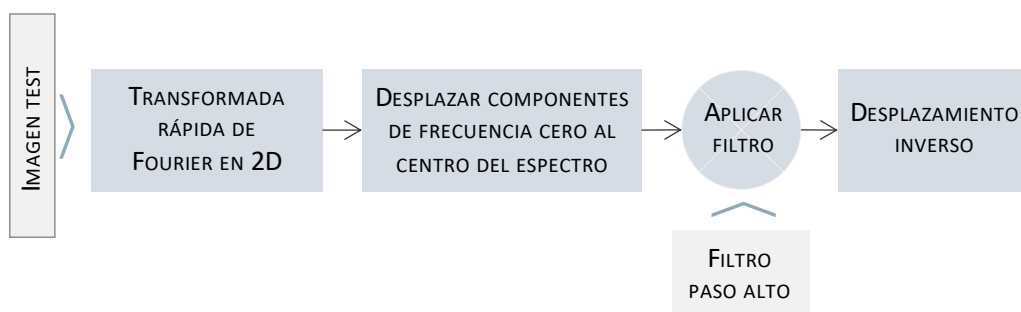 IMAGEN TEST
TRANSFORMADA
RÁPIDA DE
FOURIER EN 2D
DESPLAZAR COMPONENTES
DE FRECUENCIA CERO AL
CENTRO DEL ESPECTRO
APLICAR
FILTRO
DESPLAZAMIENTO
INVERSO
FILTRO
PASO ALTO